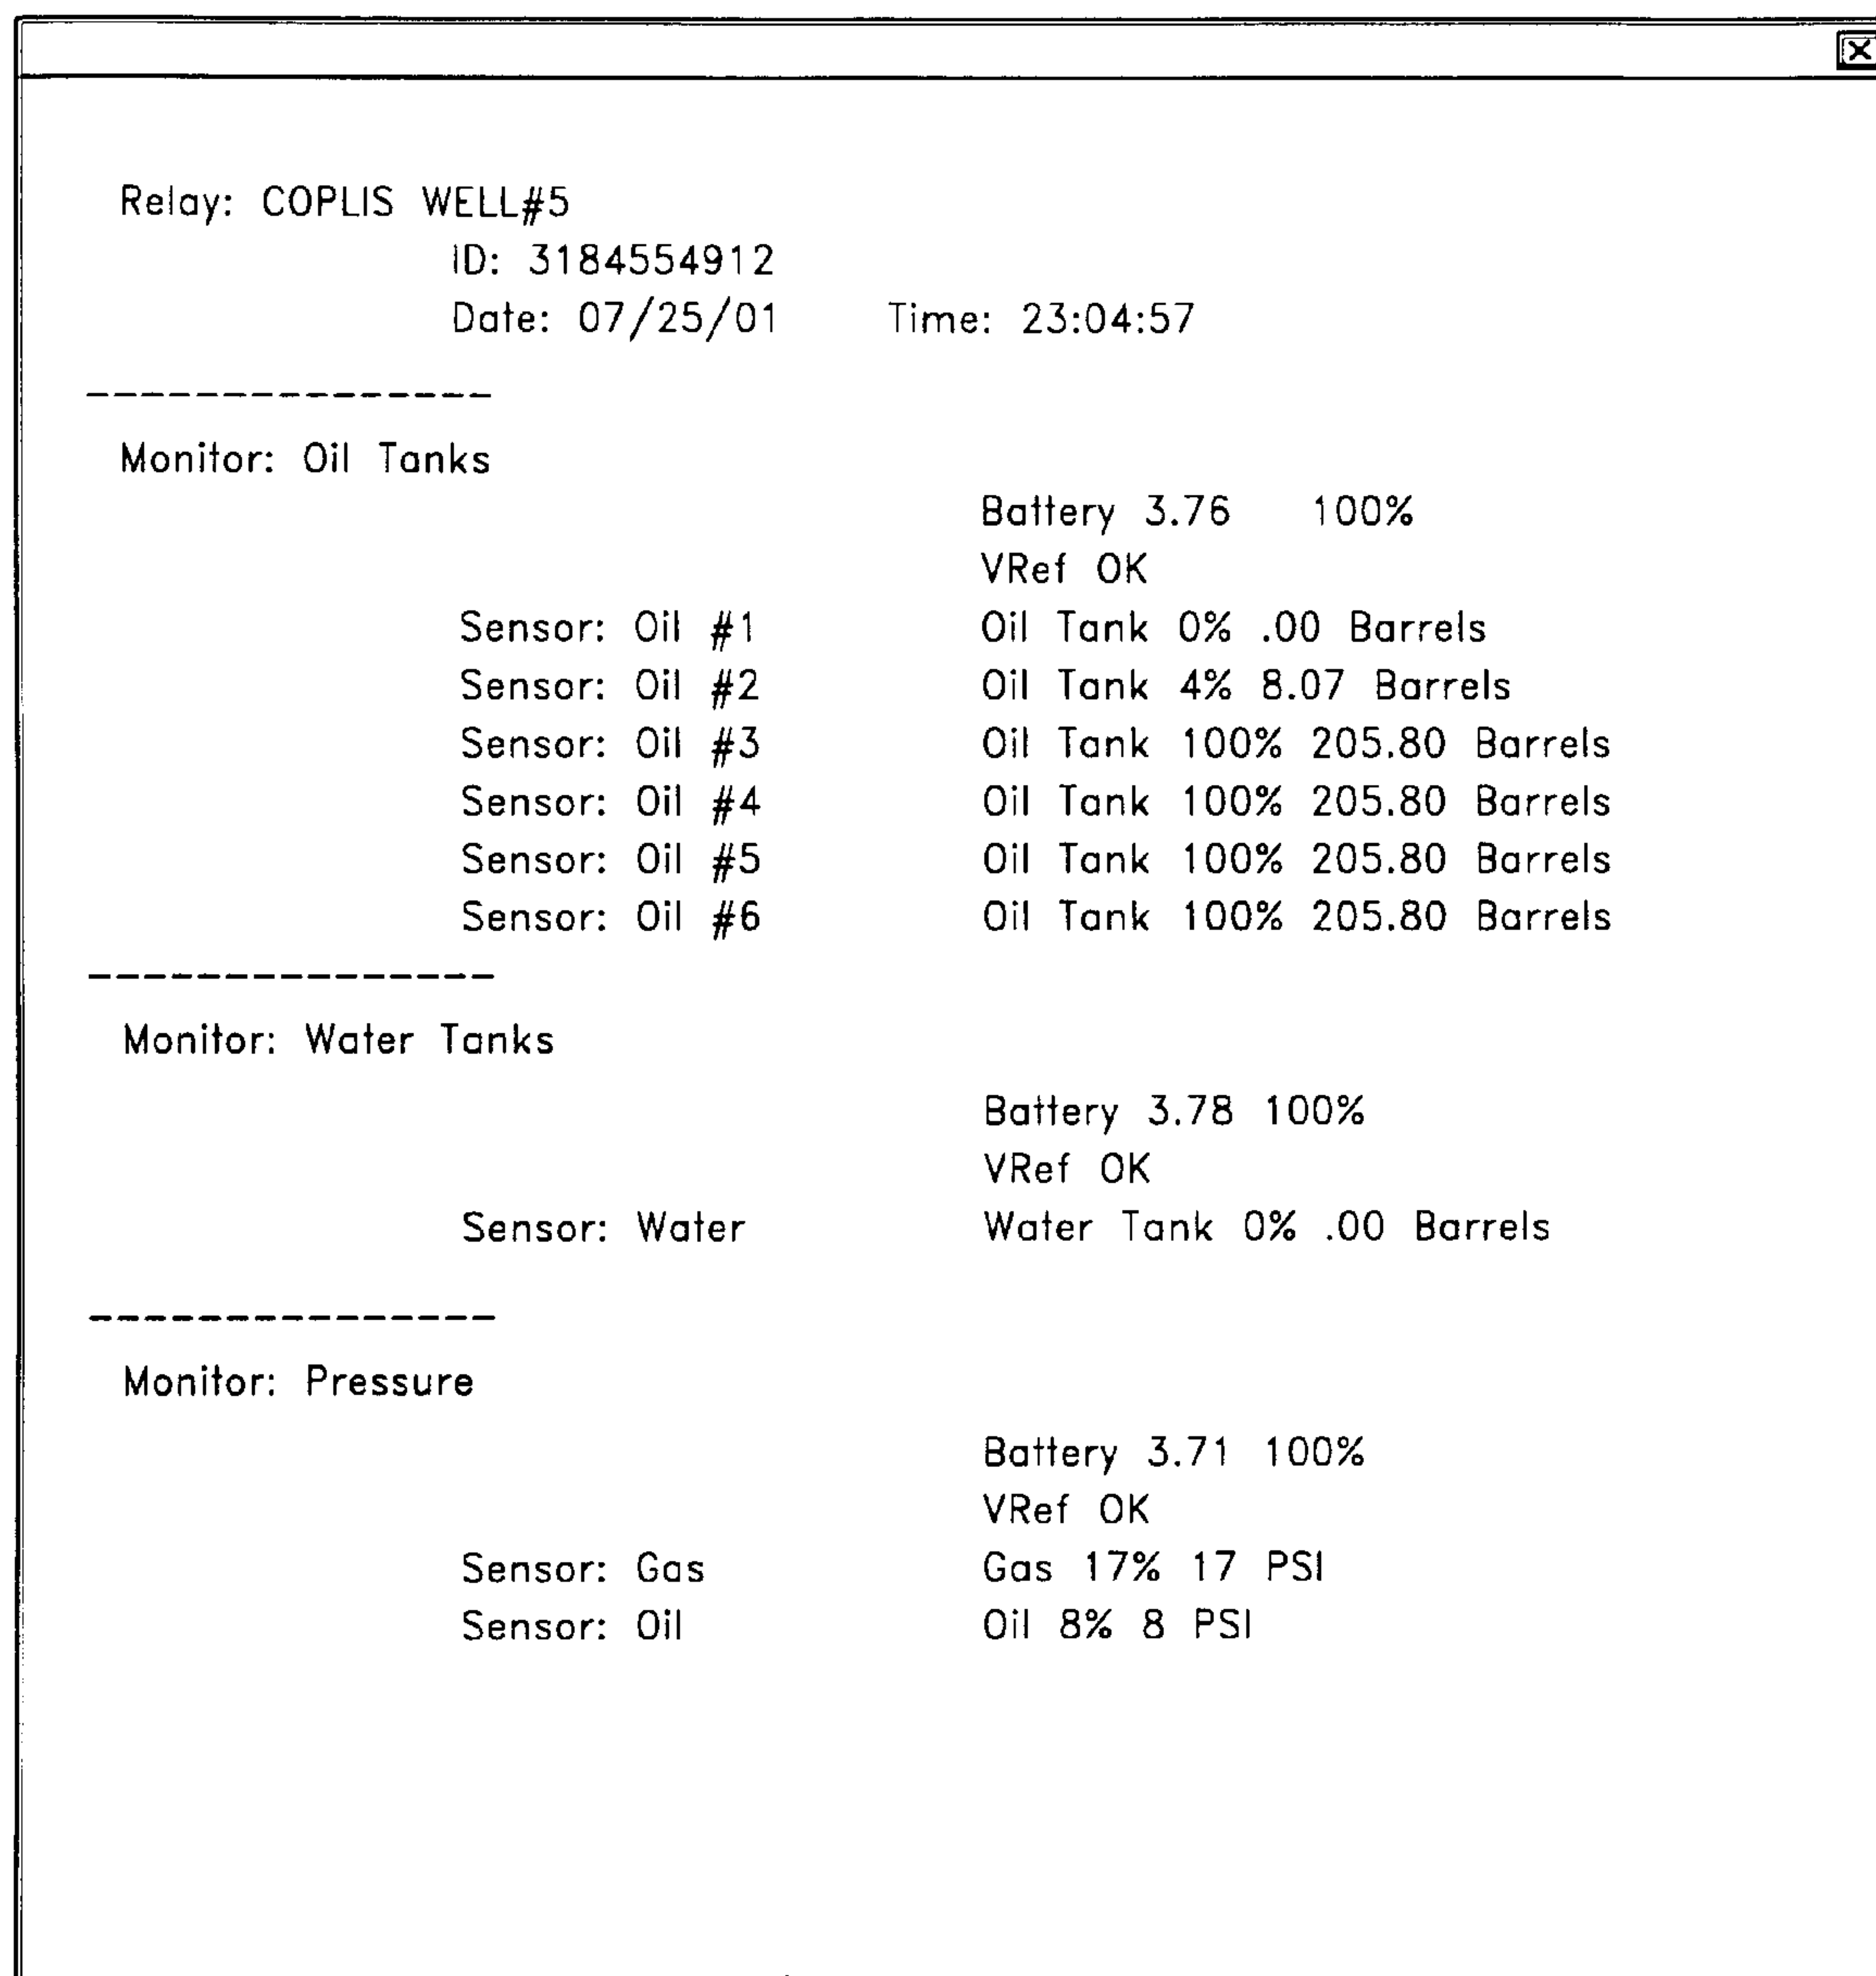 Relay: COPLIS WELL#5
ID: 3184554912
Date: 07/25/01 Time: 23:04:57
----------------
Monitor: Oil Tanks
Battery 3.76 100%
VRef OK
Sensor: Oil #1 Oil Tank 0% .00 Barrels
Sensor: Oil #2 Oil Tank 4% 8.07 Barrels
Sensor: Oil #3 Oil Tank 100% 205.80 Barrels
Sensor: Oil #4 Oil Tank 100% 205.80 Barrels
Sensor: Oil #5 Oil Tank 100% 205.80 Barrels
Sensor: Oil #6 Oil Tank 100% 205.80 Barrels
----------------
Monitor: Water Tanks
Battery 3.78 100%
VRef OK
Sensor: Water Water Tank 0% .00 Barrels
----------------
Monitor: Pressure
Battery 3.71 100%
VRef OK
Sensor: Gas Gas 17% 17 PSI
Sensor: Oil Oil 8% 8 PSI